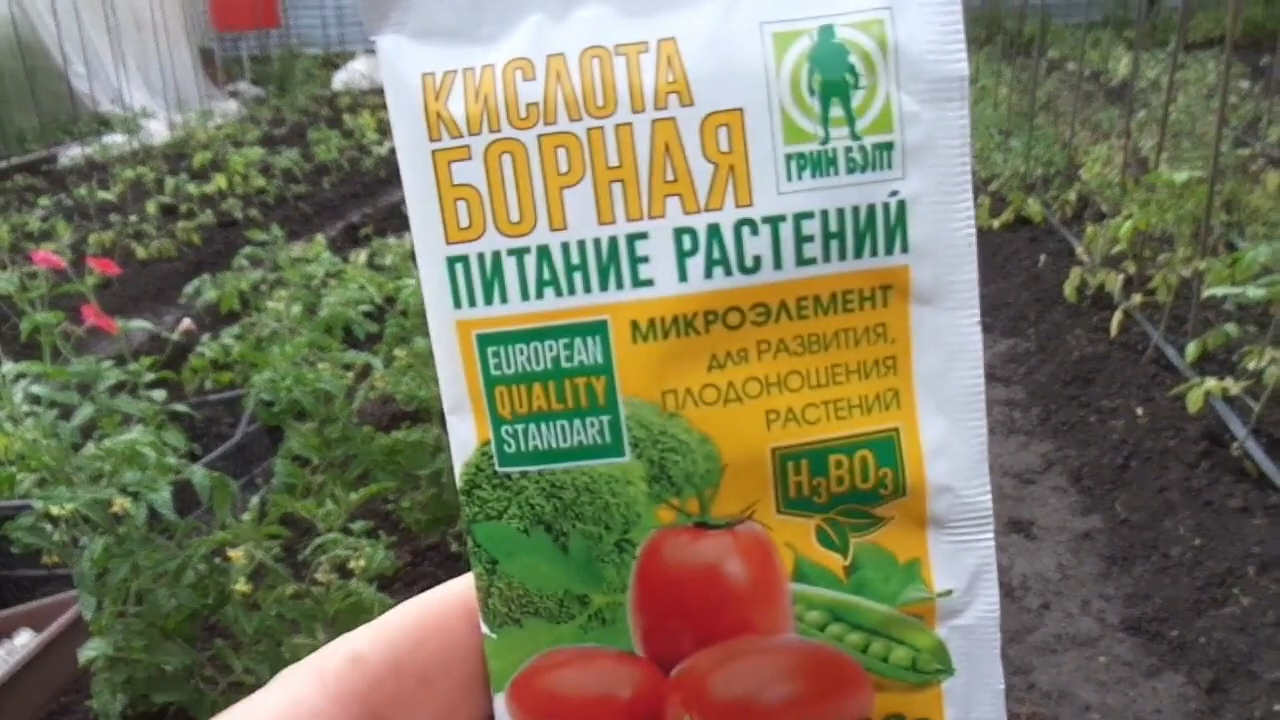 КИСЛОТА
БОРНАЯ
ГРИН БЭЛТ
ПИТАНИЕ РАСТЕНИЙ
EUROPEAN
QUALITY
STANDART
МИКРОЭЛЕМЕНТ
для РАЗВИТИЯ,
ПЛОДОНОШЕНИЯ
РАСТЕНИЙ
H₃BO₃